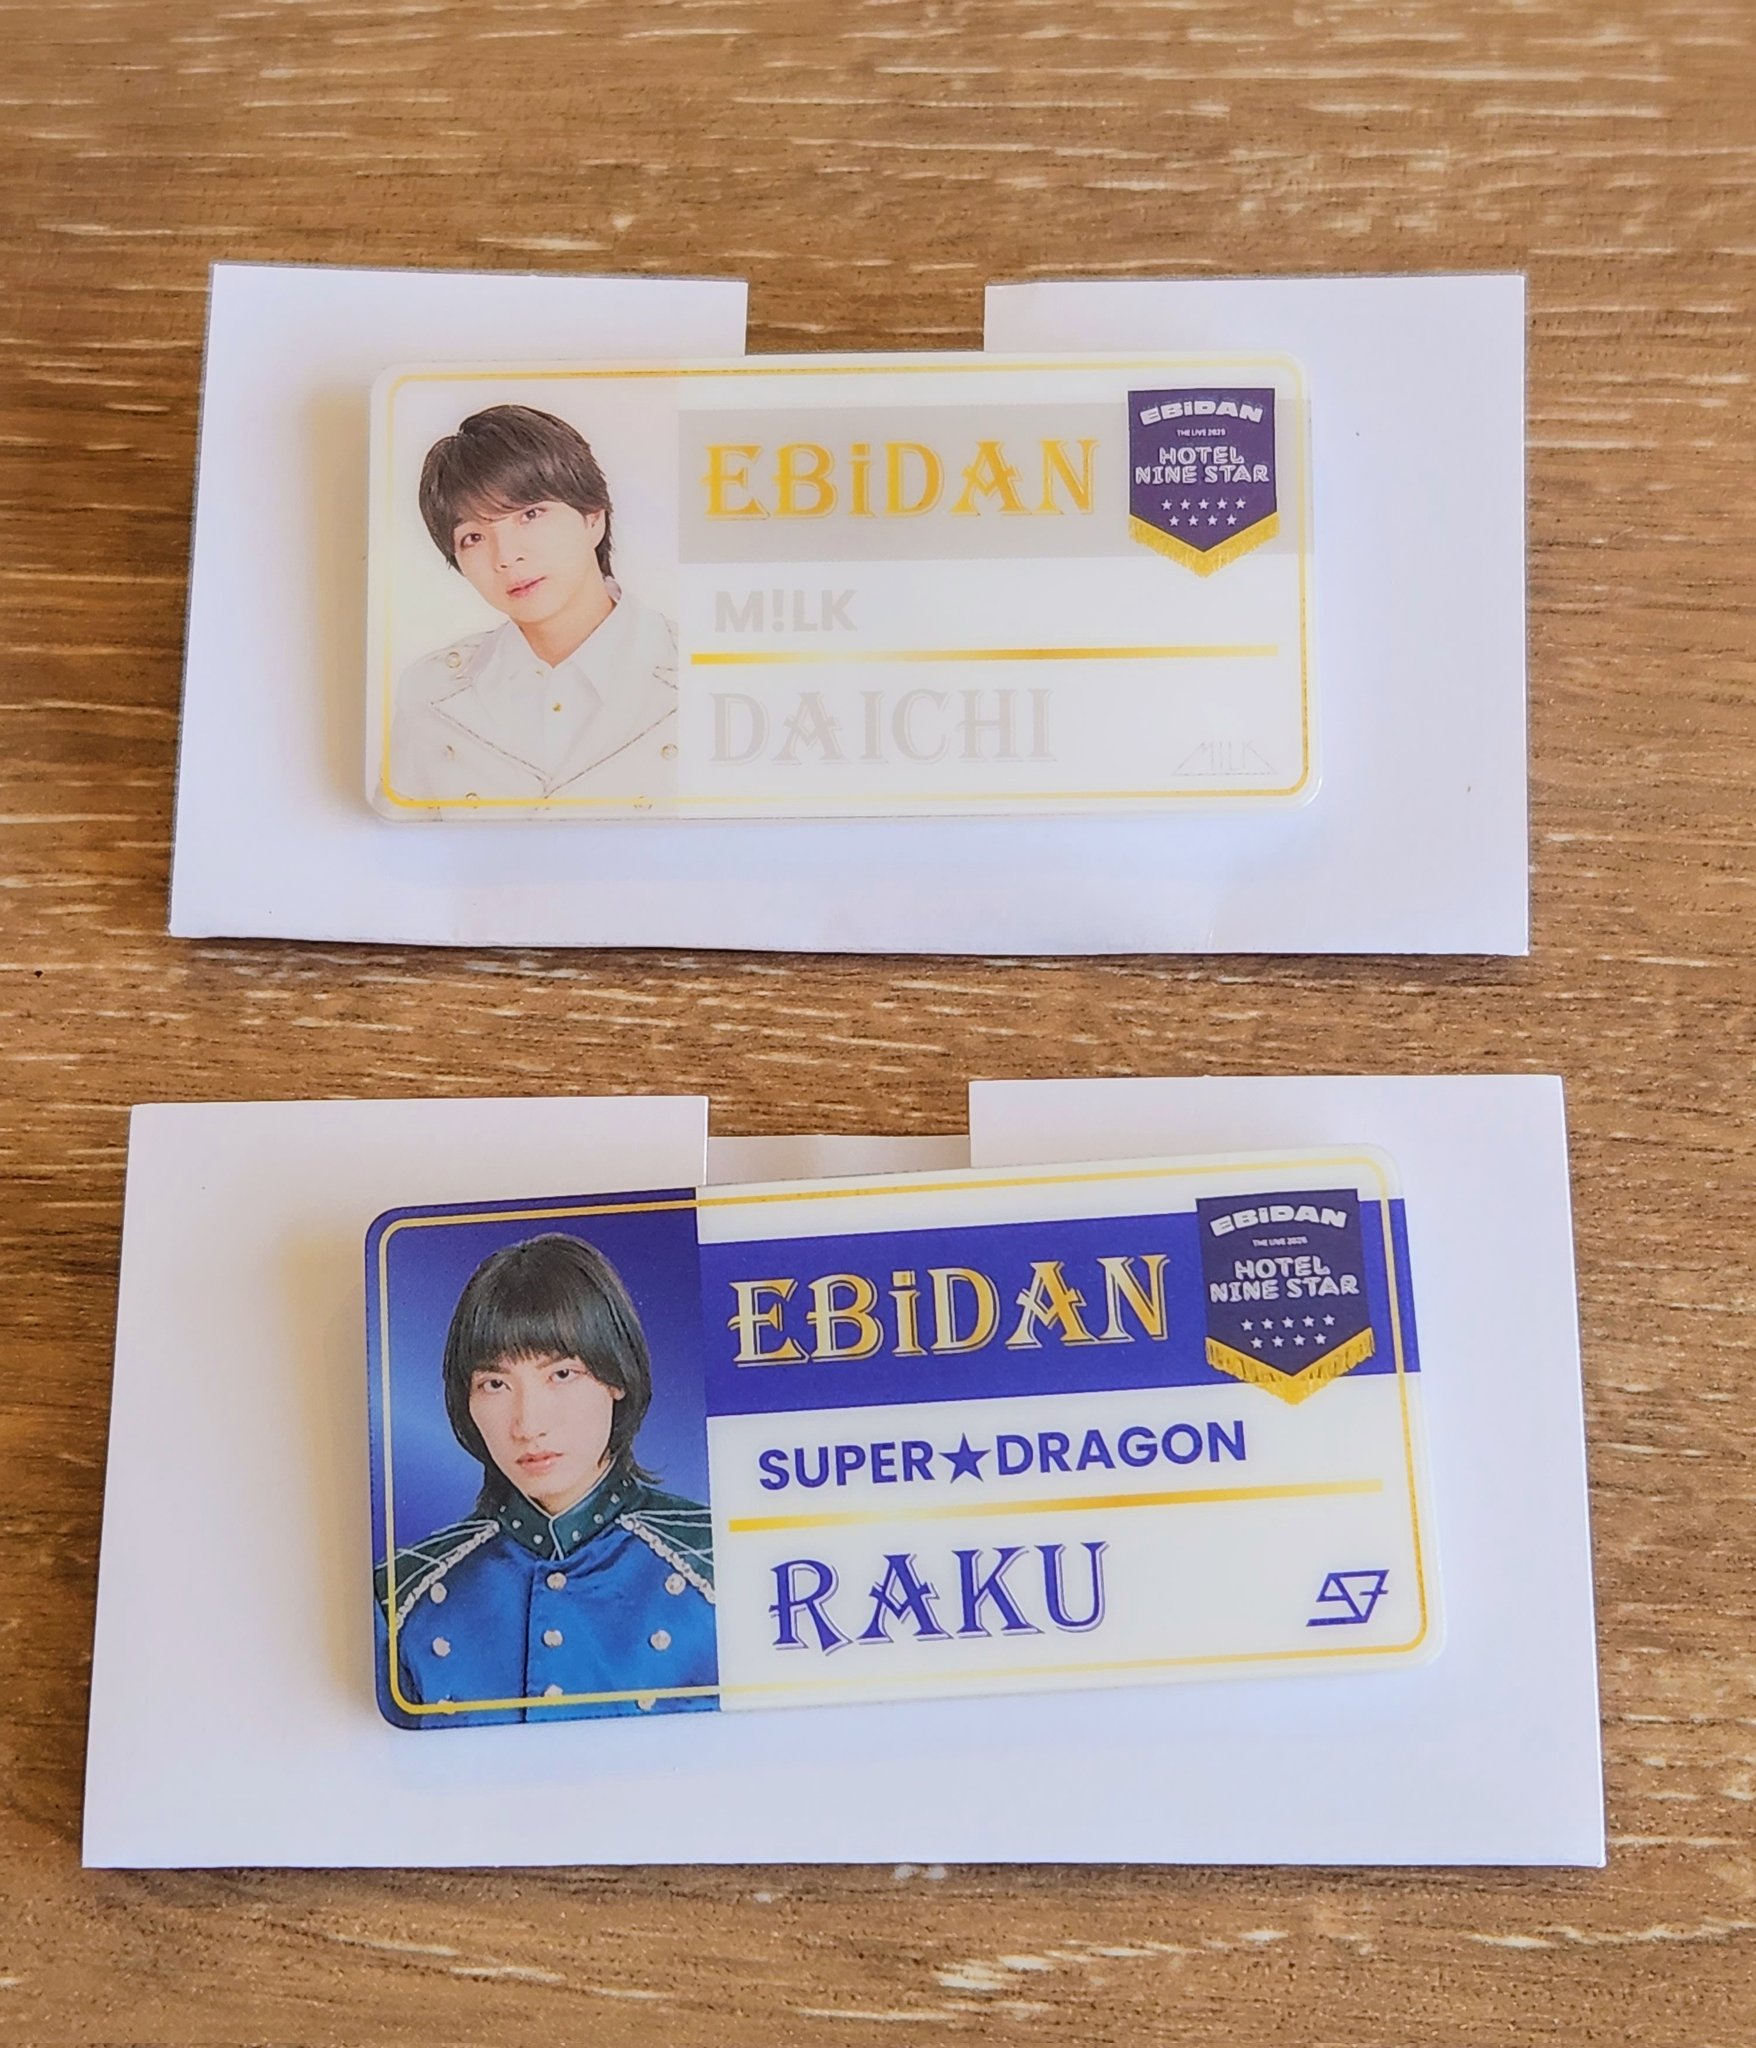 EBiDAN
EBiDAN
THE LIVE 2025
HOTEL
NINE STAR
M!LK
DAICHI
M!LK
EBiDAN
EBiDAN
THE LIVE 2025
HOTEL
NINE STAR
SUPER★DRAGON
RAKU